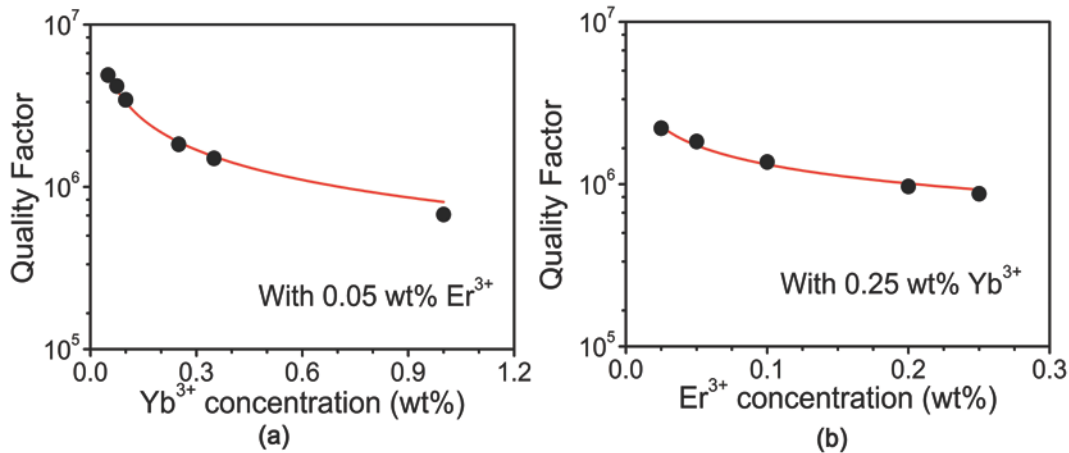 10⁷
10⁶
10⁵
Quality Factor
With 0.05 wt% Er³⁺
0.0 0.3 0.6 0.9 1.2
Yb³⁺ concentration (wt%)
(a)
10⁷
10⁶
10⁵
Quality Factor
With 0.25 wt% Yb³⁺
0.0 0.1 0.2 0.3
Er³⁺ concentration (wt%)
(b)